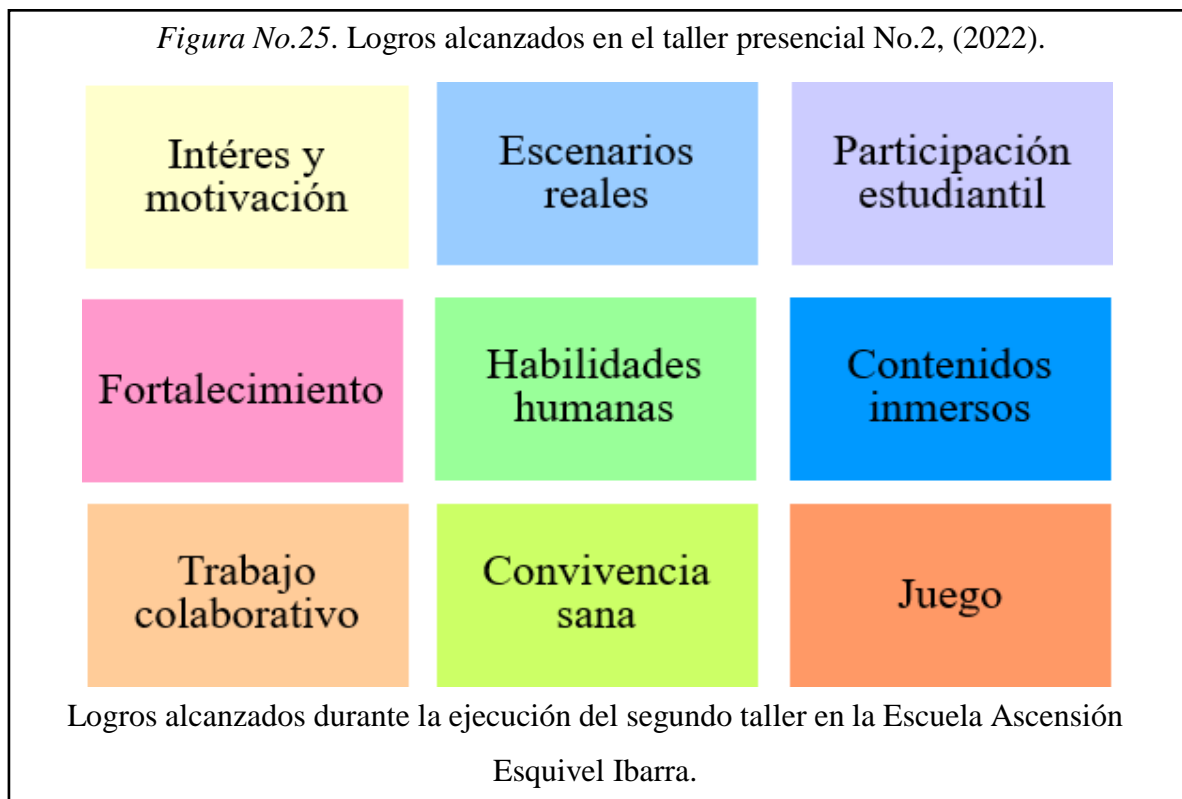 Figura No.25. Logros alcanzados en el taller presencial No.2, (2022).
Intéres y
motivación
Escenarios
reales
Participación
estudiantil
Fortalecimiento
Habilidades
humanas
Contenidos
inmersos
Trabajo
colaborativo
Convivencia
sana
Juego
Logros alcanzados durante la ejecución del segundo taller en la Escuela Ascensión
Esquivel Ibarra.